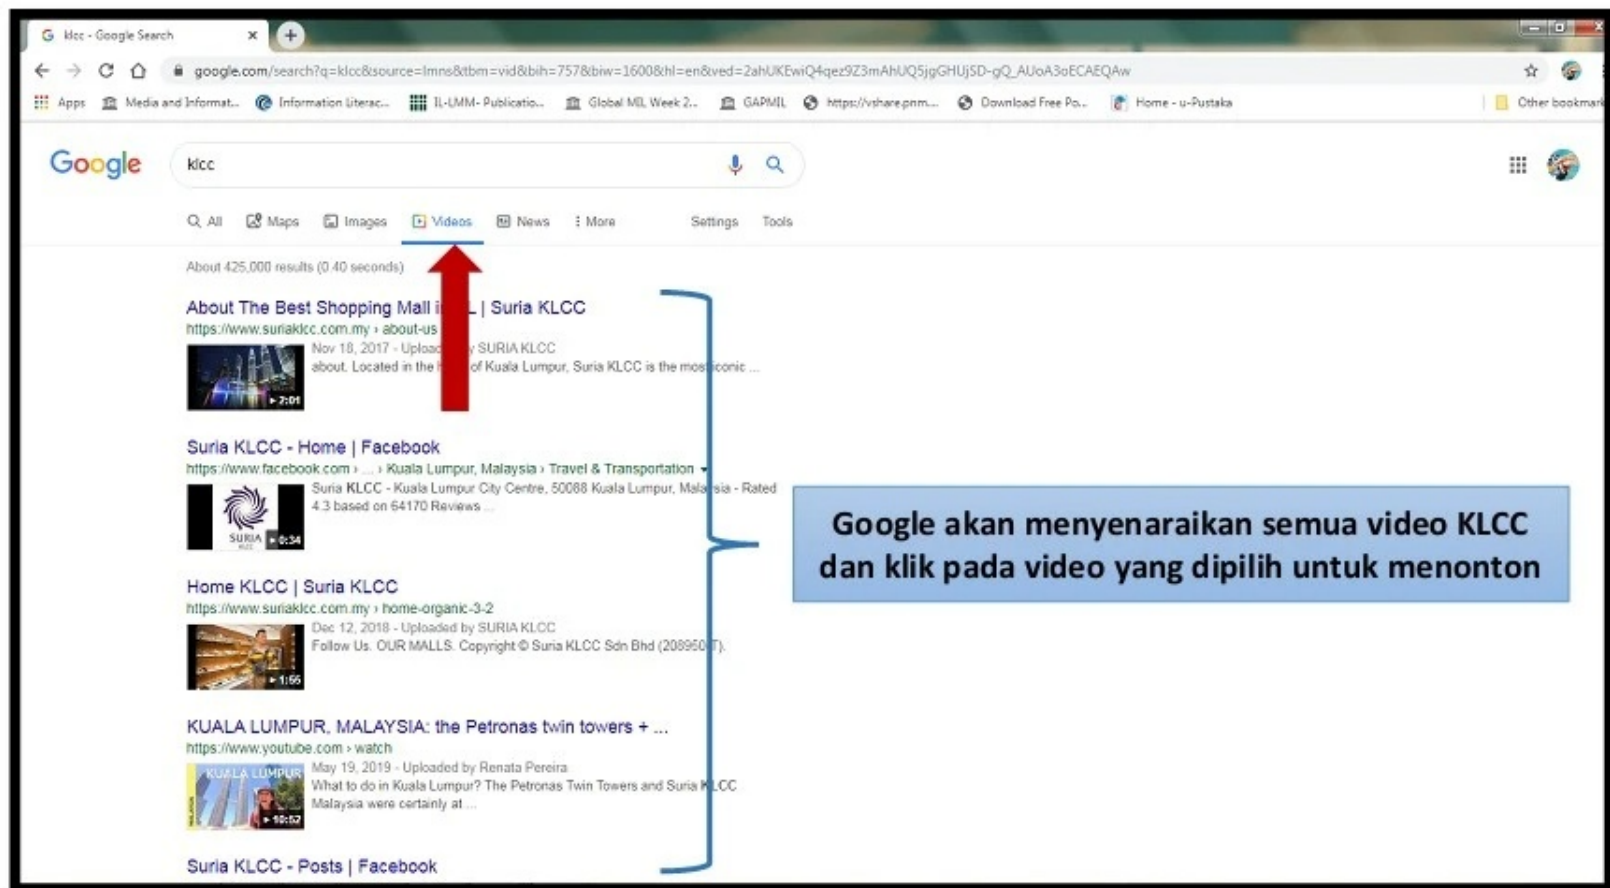 klcc - Google Search
google.com/search?q=klcc&source=lmns&tbm=vid&bih=757&biw=1600&hl=en&ved=2ahUKEwiQ4qez9Z3mAhUQ5jgGHUjSD-gQ_AUoA3oECAEQAw
Apps Media and Informat... Information Literac... IL-LMM- Publicatio... Global MIL Week 2... GAPMIL https://vshare.pnm.... Download Free Po... Home - u-Pustaka Other bookmark
Google klcc
All Maps Images Videos News More Settings Tools
About 425,000 results (0.40 seconds)
About The Best Shopping Mall i L | Suria KLCC
https://www.suriaklcc.com.my › about-us
Nov 18, 2017 - Uploa y SURIA KLCC
about. Located in the of Kuala Lumpur, Suria KLCC is the most iconic ...
2:01
Suria KLCC - Home | Facebook
https://www.facebook.com › ... › Kuala Lumpur, Malaysia › Travel & Transportation
Suria KLCC - Kuala Lumpur City Centre, 50088 Kuala Lumpur, Malaysia - Rated
4.3 based on 64170 Reviews ...
SURIA
KLCC
0:34
Google akan menyenaraikan semua video KLCC
dan klik pada video yang dipilih untuk menonton
Home KLCC | Suria KLCC
https://www.suriaklcc.com.my › home-organic-3-2
Dec 12, 2018 - Uploaded by SURIA KLCC
Follow Us. OUR MALLS. Copyright © Suria KLCC Sdn Bhd (208950 T).
1:55
KUALA LUMPUR, MALAYSIA: the Petronas twin towers + ...
https://www.youtube.com › watch
May 19, 2019 - Uploaded by Renata Pereira
What to do in Kuala Lumpur? The Petronas Twin Towers and Suria KLCC
Malaysia were certainly at ...
KUALA LUMPUR
MALAYSIA
10:52
Suria KLCC - Posts | Facebook